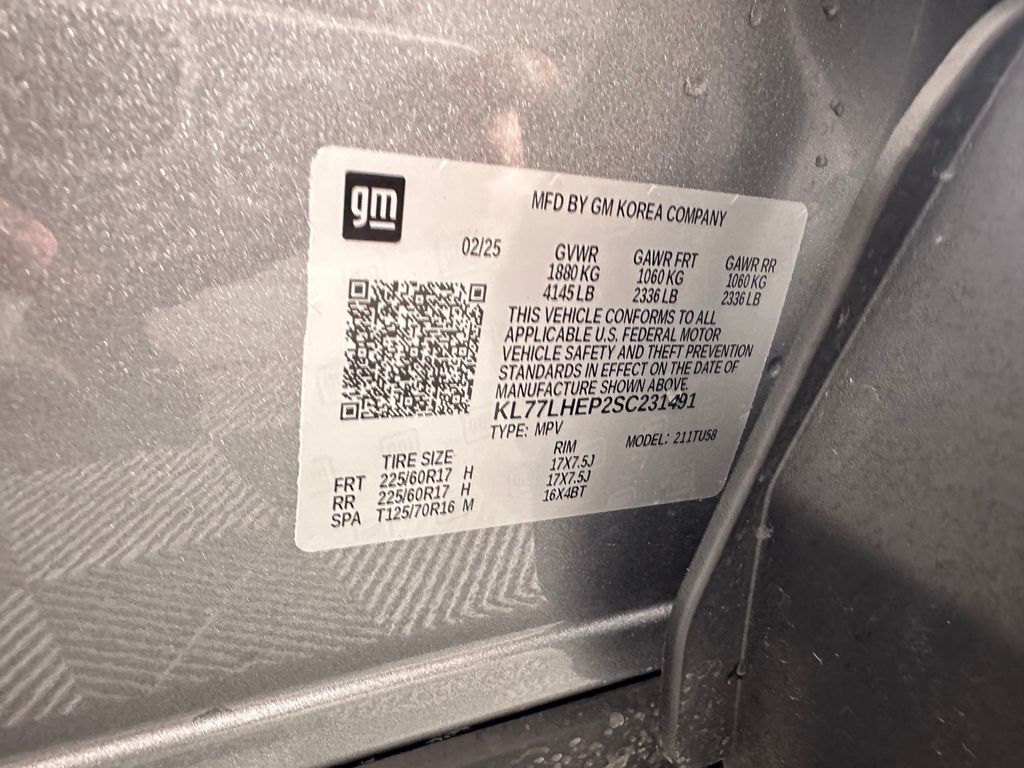 gm
MFD BY GM KOREA COMPANY
02/25
GVWR GAWR FRT GAWR RR
1880 KG 1060 KG 1060 KG
4145 LB 2336 LB 2336 LB
THIS VEHICLE CONFORMS TO ALL
APPLICABLE U.S. FEDERAL MOTOR
VEHICLE SAFETY AND THEFT PREVENTION
STANDARDS IN EFFECT ON THE DATE OF
MANUFACTURE SHOWN ABOVE.
KL77LHEP2SC231491
TYPE: MPV MODEL: 211TU58
TIRE SIZE RIM
FRT 225/60R17 H 17X7.5J
RR 225/60R17 H 17X7.5J
SPA T125/70R16 M 16X4BT